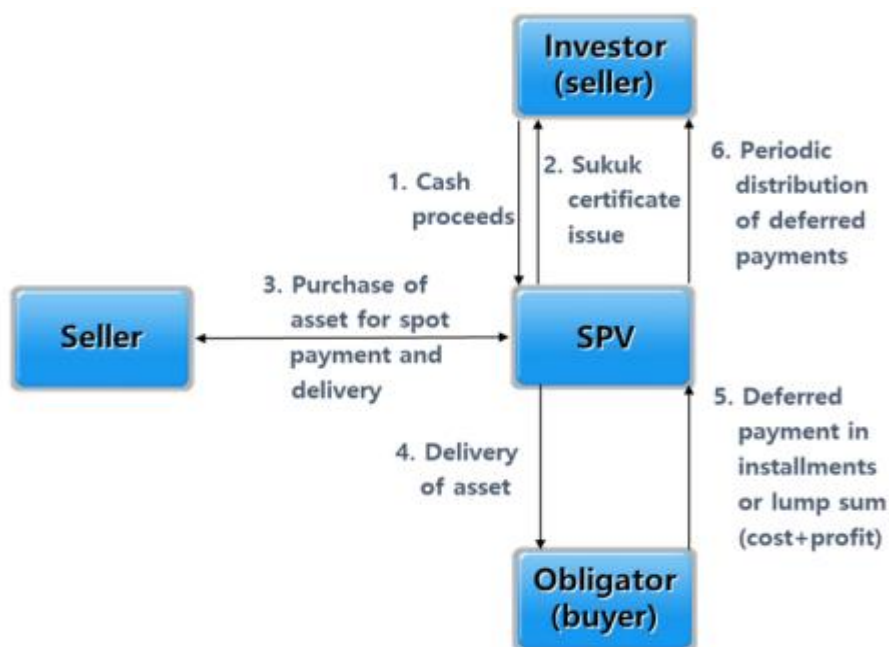 Investor
(seller)
1. Cash
proceeds
2. Sukuk
certificate
issue
6. Periodic
distribution
of deferred
payments
Seller
3. Purchase of
asset for spot
payment and
delivery
SPV
4. Delivery
of asset
5. Deferred
payment in
installments
or lump sum
(cost+profit)
Obligator
(buyer)